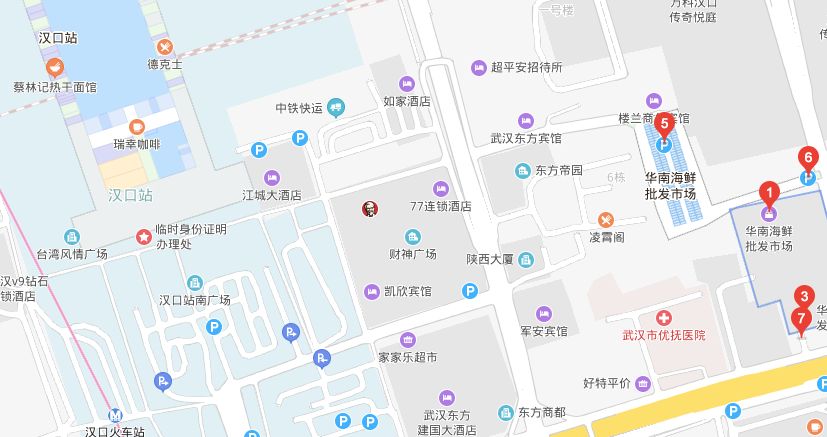 一号楼
万科汉口
传奇悦庭
汉口站
德克士
蔡林记热干面馆
超平安招待所
如家酒店
中铁快运
P
瑞幸咖啡
武汉东方宾馆
5
P
6
P
华南海鲜
批发市场
东方帝园
6栋
江城大酒店
77连锁酒店
汉口站
1
华南海鲜
批发市场
临时身份证明
办理处
台湾风情广场
财神广场
陕西大厦
凌霄阁
汉v9钻石
锁酒店
汉口站南广场
凯欣宾馆
P
3
7
军安宾馆
武汉市优抚医院
家家乐超市
好特平价
武汉东方
建国大酒店
东方商都
汉口火车站